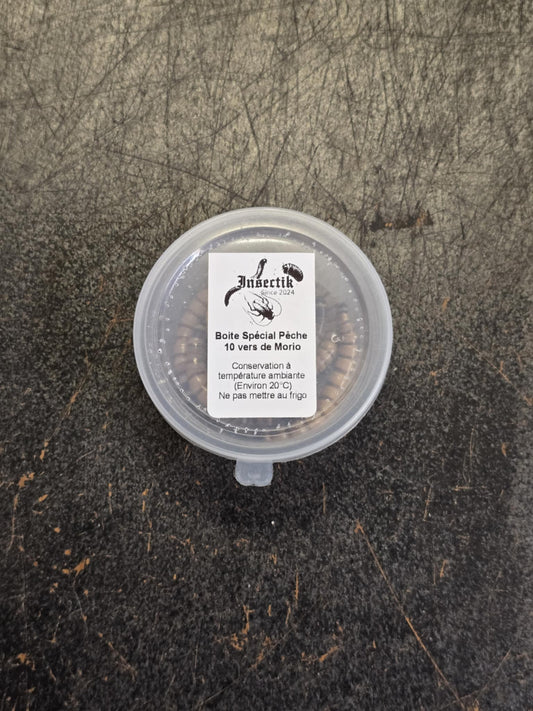 Insectik
Since 2024
Boite Spécial Pêche
10 vers de Morio
Conservation à
température ambiante
(Environ 20°C)
Ne pas mettre au frigo